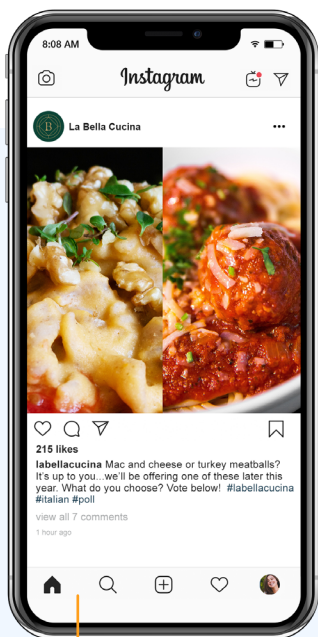 8:08 AM
Instagram
B
La Bella Cucina
215 likes
labellacucina Mac and cheese or turkey meatballs?
It's up to you...we'll be offering one of these later this
year. What do you choose? Vote below! #labellacucina
#italian #poll
view all 7 comments
1 hour ago